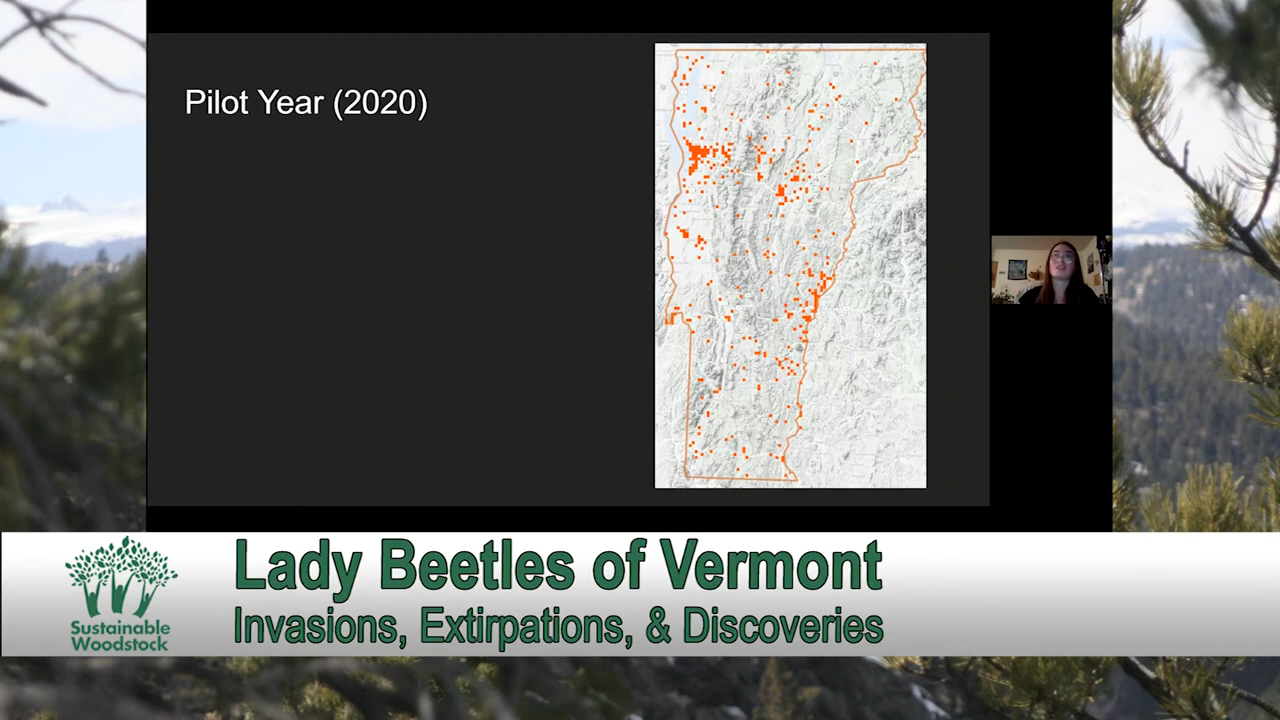 Pilot Year (2020)
Lady Beetles of Vermont
Invasions, Extirpations, & Discoveries
Sustainable
Woodstock